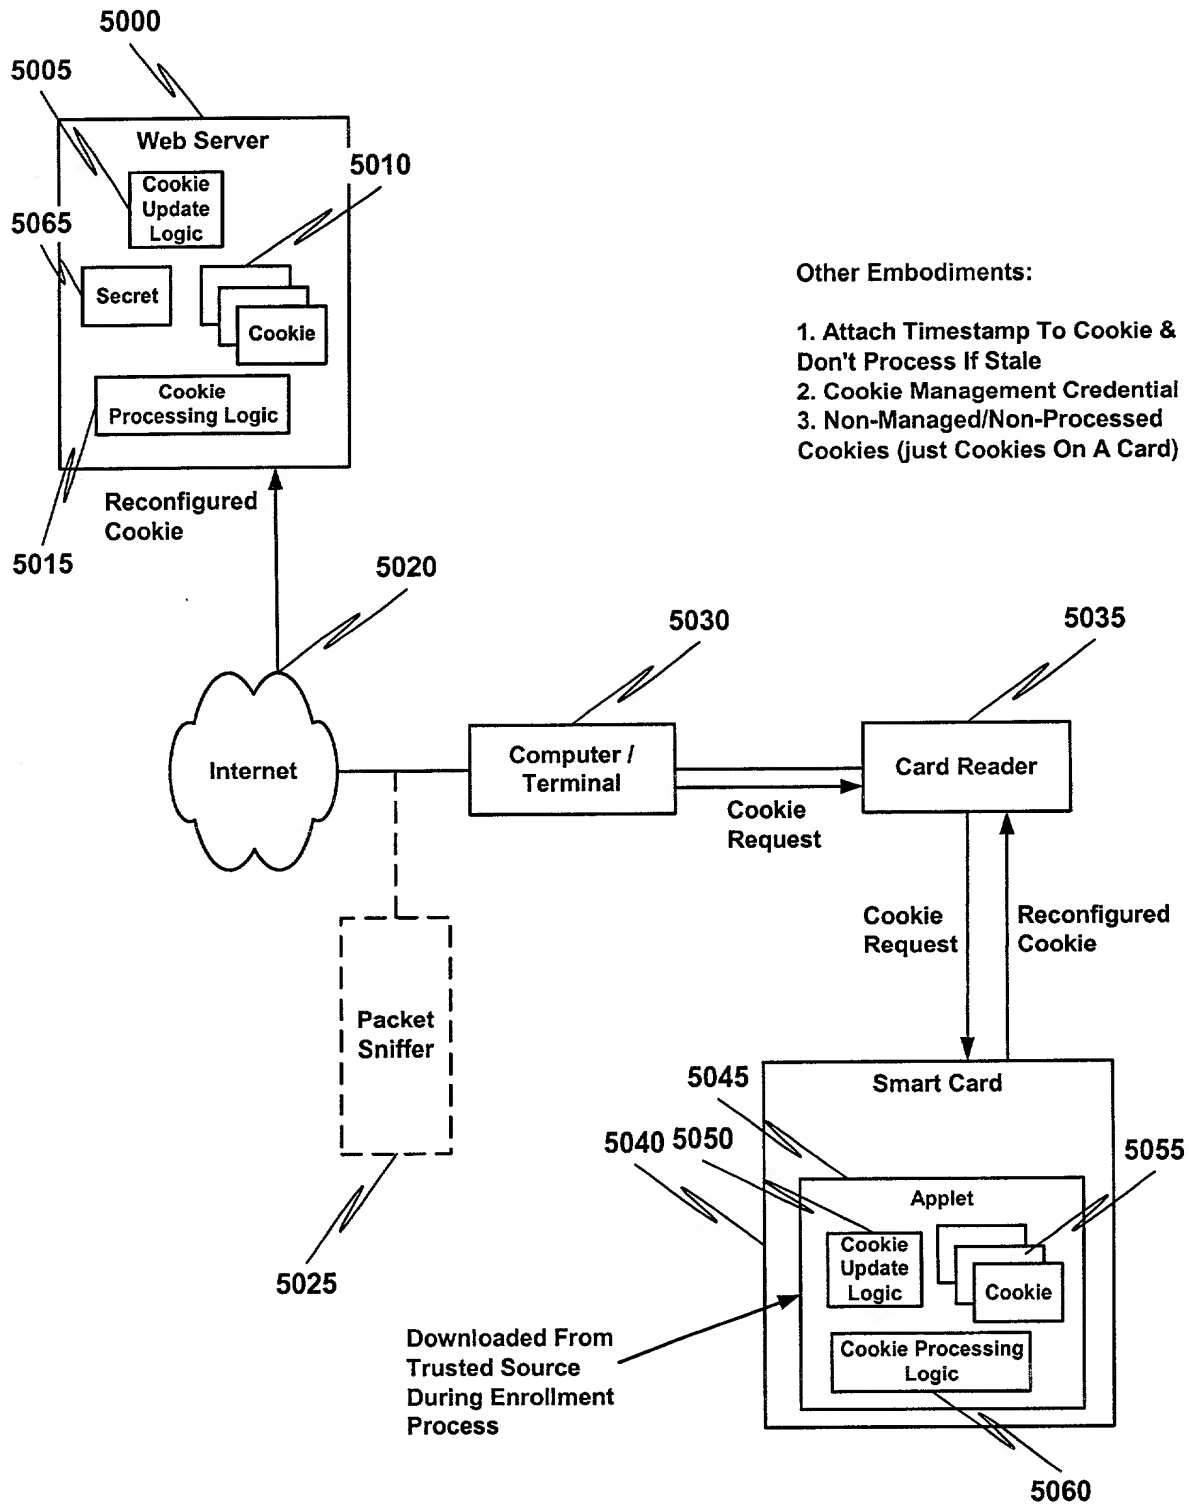 5000
5005
Web Server
5010
Cookie
Update
Logic
5065
Secret
Cookie
Cookie
Processing Logic
Other Embodiments:
1. Attach Timestamp To Cookie &
Don't Process If Stale
2. Cookie Management Credential
3. Non-Managed/Non-Processed
Cookies (just Cookies On A Card)
Reconfigured
Cookie
5015
5020
5030
5035
Internet
Computer /
Terminal
Card Reader
Cookie
Request
Cookie
Request
Reconfigured
Cookie
Packet
Sniffer
5025
Smart Card
5045
5040
5050
5055
Applet
Cookie
Update
Logic
Cookie
Cookie Processing
Logic
Downloaded From
Trusted Source
During Enrollment
Process
5060